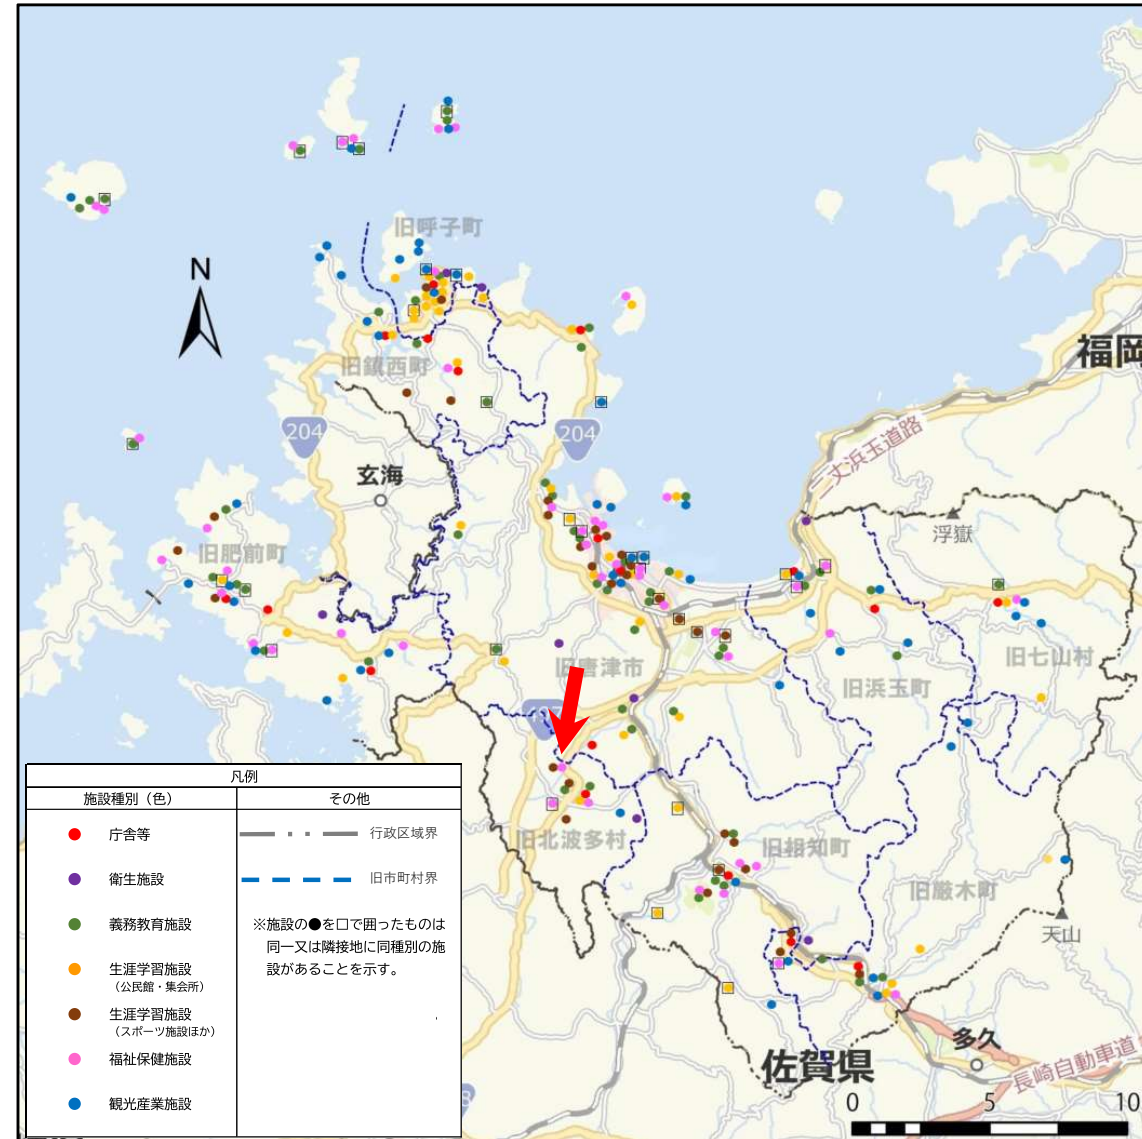 旧呼子町
N
福岡
旧鎮西町
204
204
二丈浜玉道路
玄海
浮嶽
旧肥前町
旧唐津市
旧七山村
旧浜玉町
凡例
施設種別（色）
その他
庁舎等
行政区域界
旧北波多村
旧相知町
衛生施設
旧市町村界
旧厳木町
義務教育施設
※施設の●を□で囲ったものは
同一又は隣接地に同種別の施
設があることを示す。
天山
生涯学習施設
（公民館・集会所）
生涯学習施設
（スポーツ施設ほか）
多久
福祉保健施設
佐賀県
長崎自動車道
観光産業施設
0
5
10